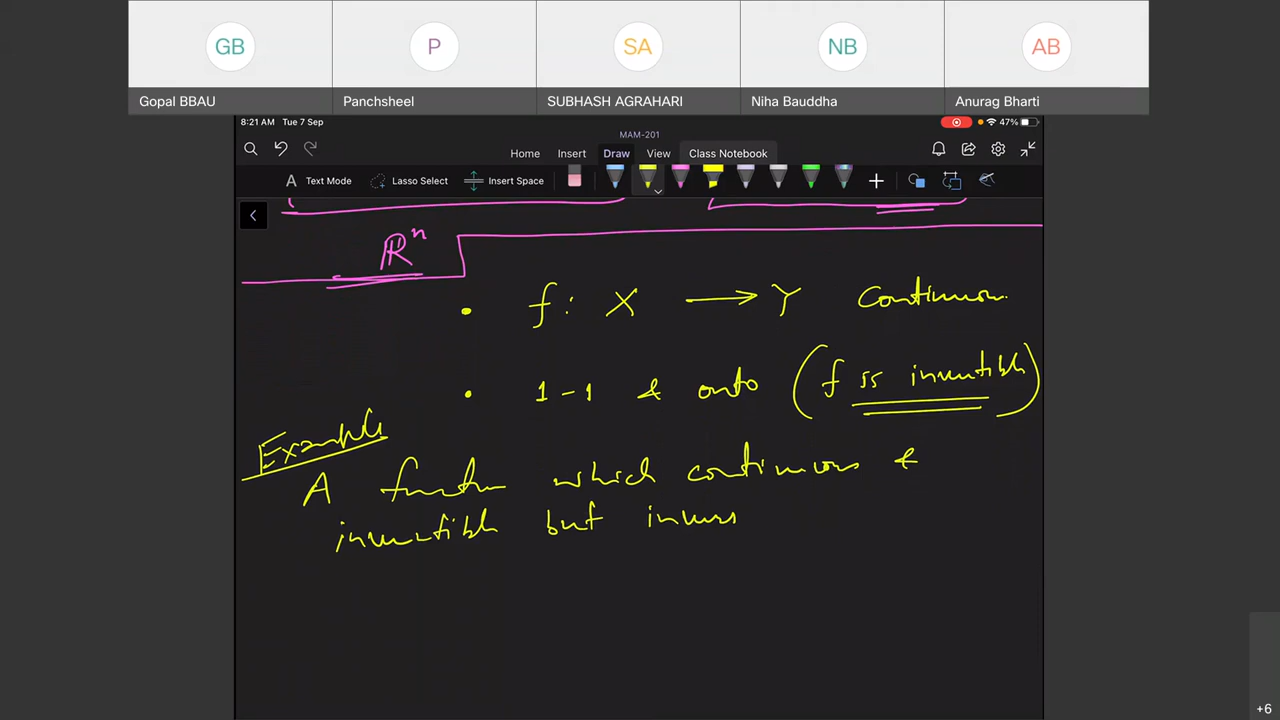 GB P SA NB AB
Gopal BBAU Panchsheel SUBHASH AGRAHARI Niha Bauddha Anurag Bharti
8:21 AM Tue 7 Sep 47%
MAM-201
Home Insert Draw View Class Notebook
A Text Mode Lasso Select Insert Space
ℝⁿ
• f : X → Y Continuous
• 1-1 & onto (f is invertible)
Example
A function which continuous &
invertible but inverse
+6